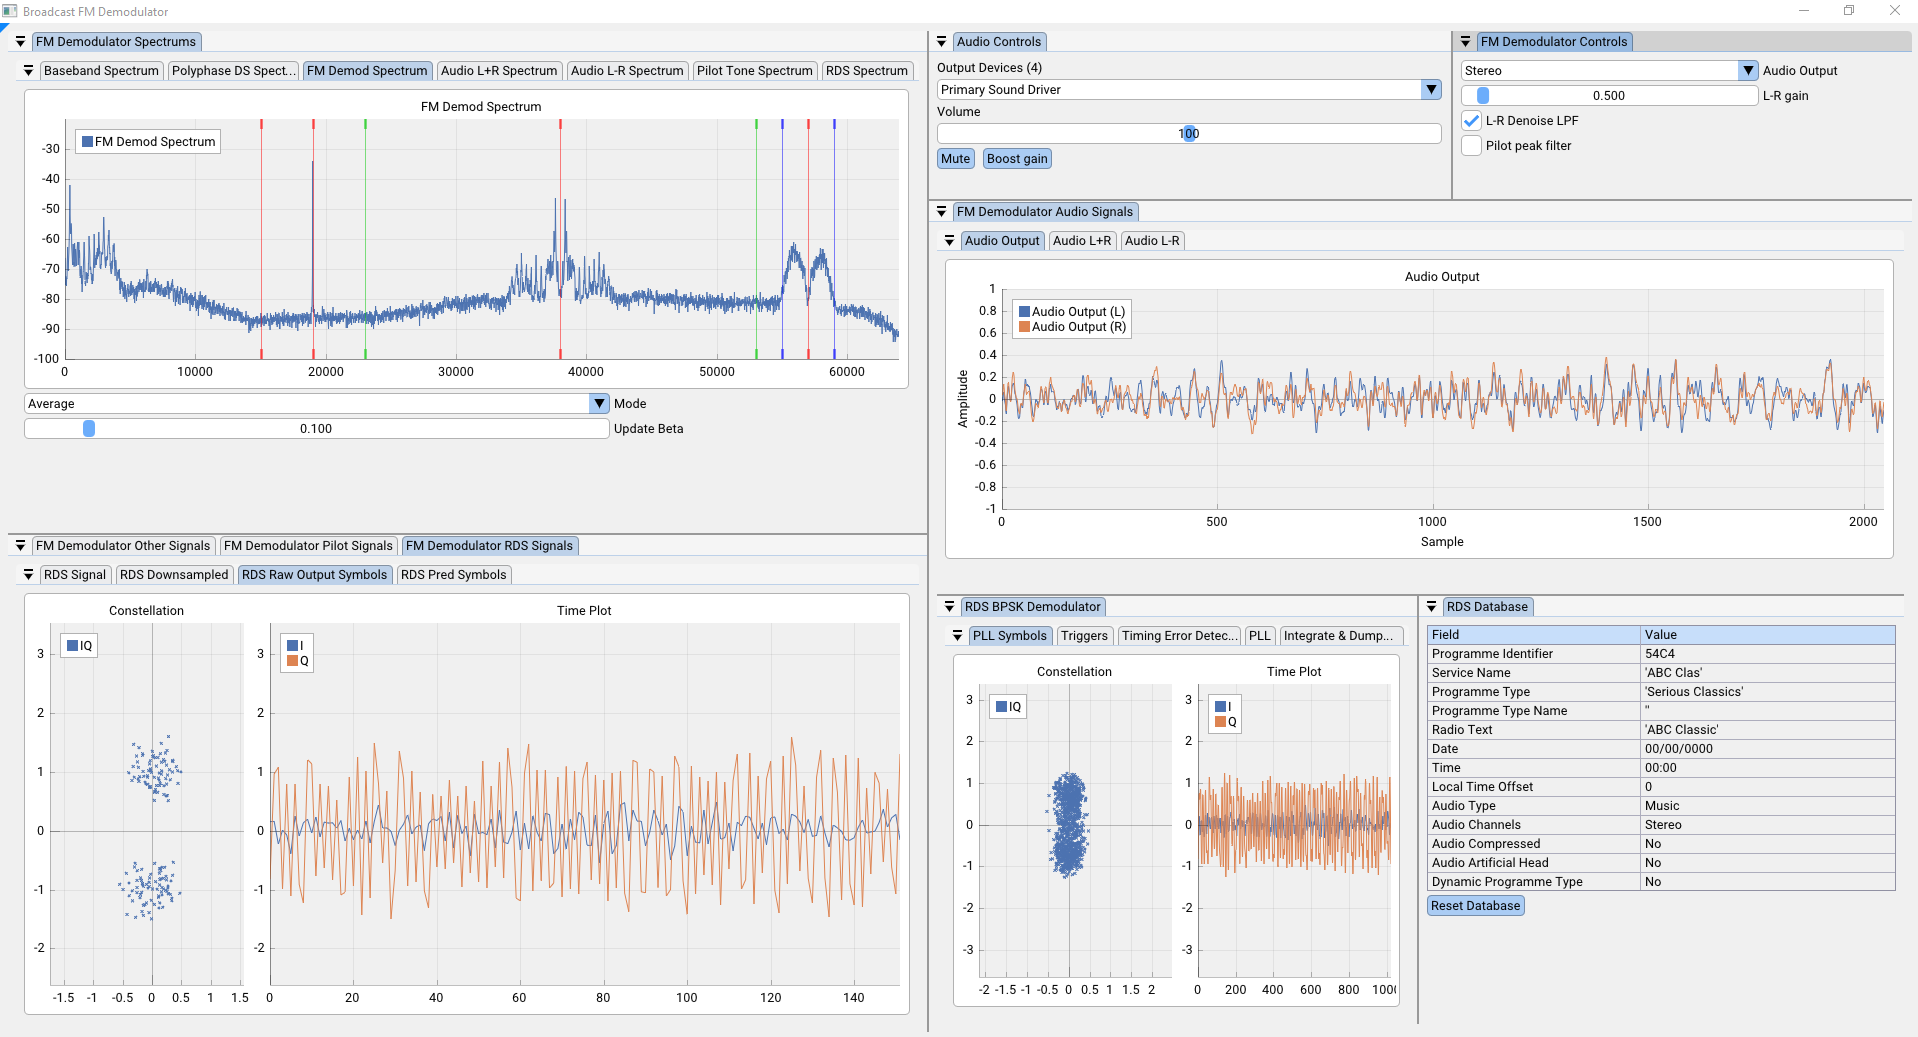 Broadcast FM Demodulator
FM Demodulator Spectrums
Baseband Spectrum
Polyphase DS Spect...
FM Demod Spectrum
Audio L+R Spectrum
Audio L-R Spectrum
Pilot Tone Spectrum
RDS Spectrum
FM Demod Spectrum
FM Demod Spectrum
-30
-40
-50
-60
-70
-80
-90
-100
0 10000 20000 30000 40000 50000 60000
Average
Mode
0.100
Update Beta
Audio Controls
Output Devices (4)
Primary Sound Driver
Volume
100
Mute
Boost gain
FM Demodulator Controls
Stereo
Audio Output
0.500
L-R gain
L-R Denoise LPF
Pilot peak filter
FM Demodulator Audio Signals
Audio Output
Audio L+R
Audio L-R
Audio Output
Audio Output (L)
Audio Output (R)
1
0.8
0.6
0.4
0.2
0
-0.2
-0.4
-0.6
-0.8
-1
Amplitude
0 500 1000 1500 2000
Sample
FM Demodulator Other Signals
FM Demodulator Pilot Signals
FM Demodulator RDS Signals
RDS Signal
RDS Downsampled
RDS Raw Output Symbols
RDS Pred Symbols
Constellation
IQ
3
2
1
0
-1
-2
-1.5 -1 -0.5 0 0.5 1 1.5
Time Plot
I
Q
3
2
1
0
-1
-2
0 20 40 60 80 100 120 140
RDS BPSK Demodulator
PLL Symbols
Triggers
Timing Error Detec...
PLL
Integrate & Dump...
Constellation
IQ
3
2
1
0
-1
-2
-3
-2 -1.5 -1 -0.5 0 0.5 1 1.5 2
Time Plot
I
Q
3
2
1
0
-1
-2
-3
0 200 400 600 800 1000
RDS Database
Field Value
Programme Identifier 54C4
Service Name 'ABC Clas'
Programme Type 'Serious Classics'
Programme Type Name ''
Radio Text 'ABC Classic'
Date 00/00/0000
Time 00:00
Local Time Offset 0
Audio Type Music
Audio Channels Stereo
Audio Compressed No
Audio Artificial Head No
Dynamic Programme Type No
Reset Database